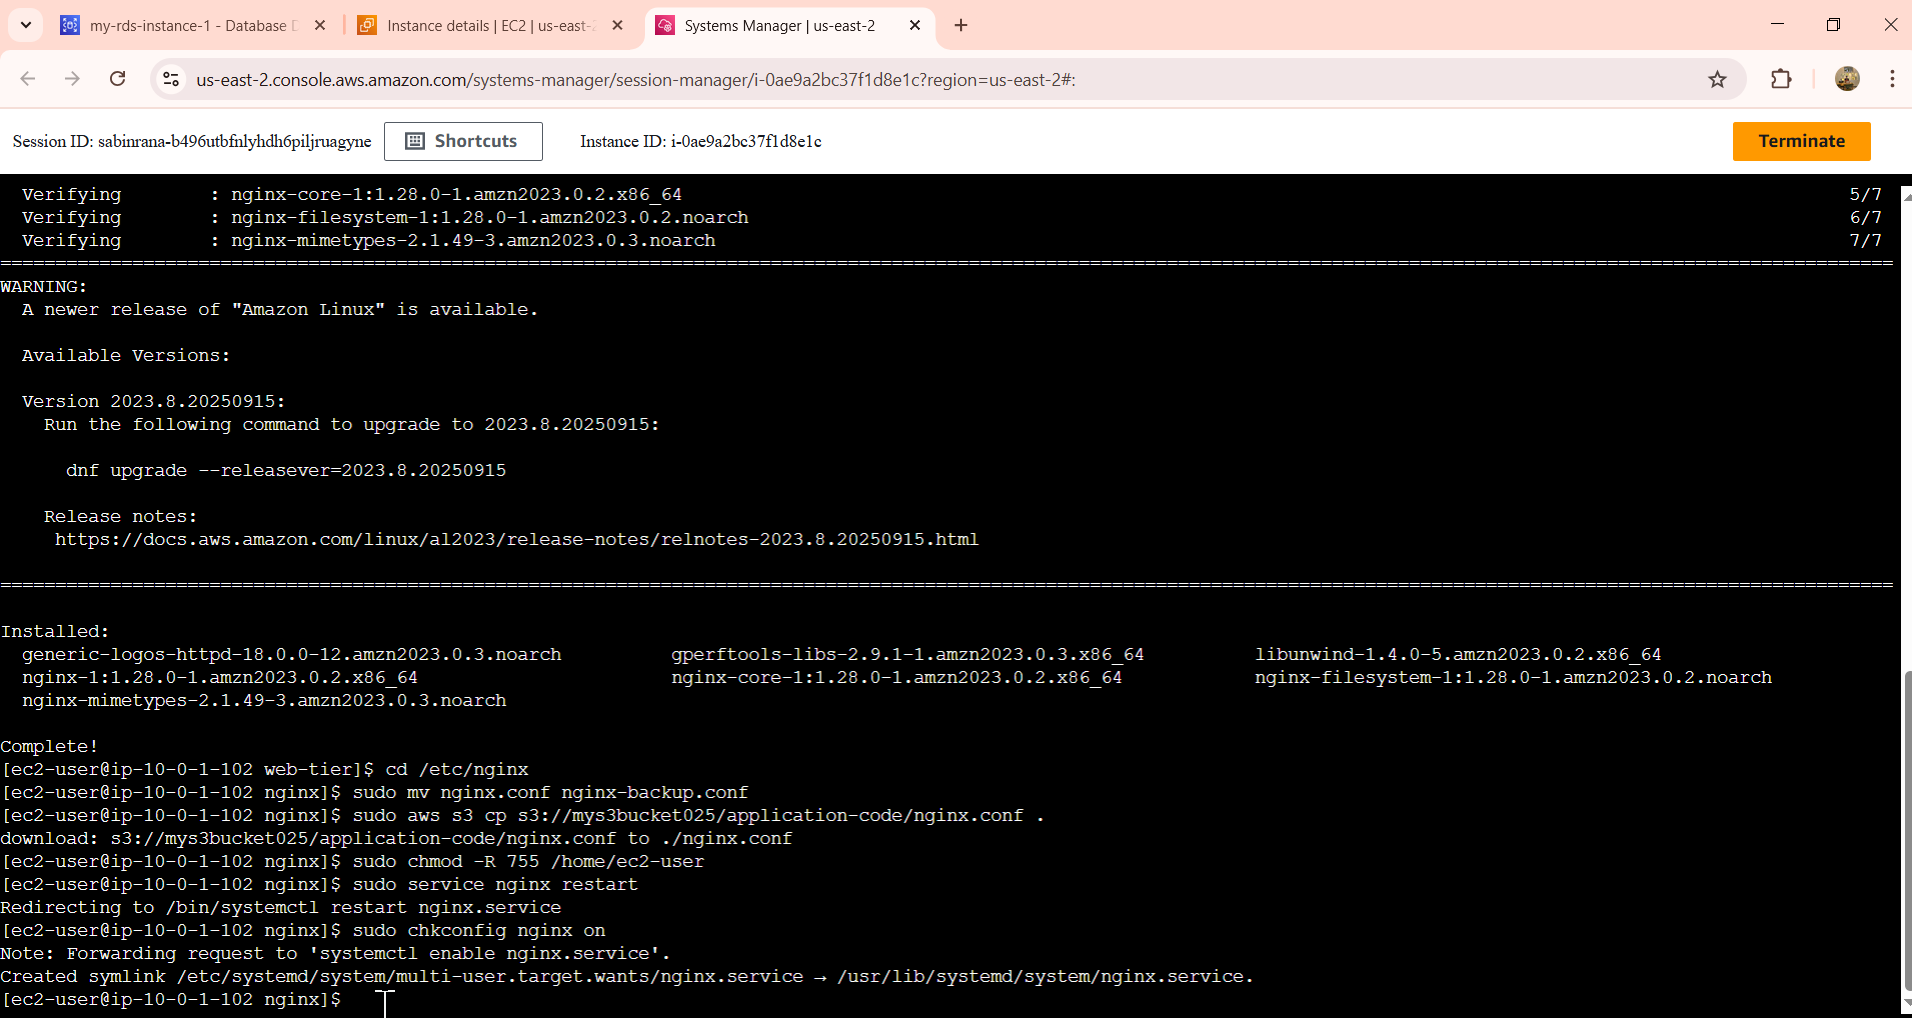 my-rds-instance-1 - Database D
Instance details | EC2 | us-east-2
Systems Manager | us-east-2
us-east-2.console.aws.amazon.com/systems-manager/session-manager/i-0ae9a2bc37f1d8e1c?region=us-east-2#:
Session ID: sabinrana-b496utbfnlyhdh6piljruagyne
Shortcuts
Instance ID: i-0ae9a2bc37f1d8e1c
Terminate
Verifying : nginx-core-1:1.28.0-1.amzn2023.0.2.x86_64 5/7
Verifying : nginx-filesystem-1:1.28.0-1.amzn2023.0.2.noarch 6/7
Verifying : nginx-mimetypes-2.1.49-3.amzn2023.0.3.noarch 7/7
WARNING:
A newer release of "Amazon Linux" is available.
Available Versions:
Version 2023.8.20250915:
Run the following command to upgrade to 2023.8.20250915:
dnf upgrade --releasever=2023.8.20250915
Release notes:
https://docs.aws.amazon.com/linux/al2023/release-notes/relnotes-2023.8.20250915.html
Installed:
generic-logos-httpd-18.0.0-12.amzn2023.0.3.noarch gperftools-libs-2.9.1-1.amzn2023.0.3.x86_64 libunwind-1.4.0-5.amzn2023.0.2.x86_64
nginx-1:1.28.0-1.amzn2023.0.2.x86_64 nginx-core-1:1.28.0-1.amzn2023.0.2.x86_64 nginx-filesystem-1:1.28.0-1.amzn2023.0.2.noarch
nginx-mimetypes-2.1.49-3.amzn2023.0.3.noarch
Complete!
[ec2-user@ip-10-0-1-102 web-tier]$ cd /etc/nginx
[ec2-user@ip-10-0-1-102 nginx]$ sudo mv nginx.conf nginx-backup.conf
[ec2-user@ip-10-0-1-102 nginx]$ sudo aws s3 cp s3://mys3bucket025/application-code/nginx.conf .
download: s3://mys3bucket025/application-code/nginx.conf to ./nginx.conf
[ec2-user@ip-10-0-1-102 nginx]$ sudo chmod -R 755 /home/ec2-user
[ec2-user@ip-10-0-1-102 nginx]$ sudo service nginx restart
Redirecting to /bin/systemctl restart nginx.service
[ec2-user@ip-10-0-1-102 nginx]$ sudo chkconfig nginx on
Note: Forwarding request to 'systemctl enable nginx.service'.
Created symlink /etc/systemd/system/multi-user.target.wants/nginx.service → /usr/lib/systemd/system/nginx.service.
[ec2-user@ip-10-0-1-102 nginx]$